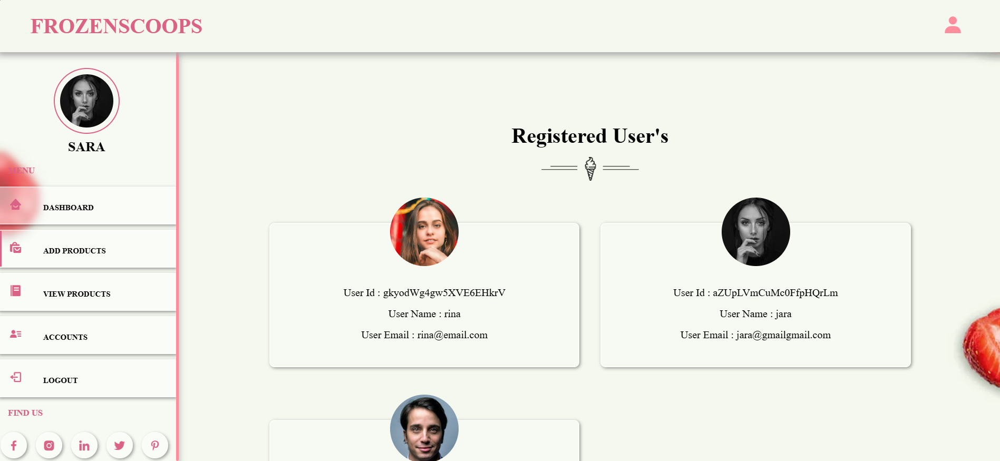 FROZENSCOOPS
SARA
MENU
DASHBOARD
ADD PRODUCTS
VIEW PRODUCTS
ACCOUNTS
LOGOUT
FIND US
Registered User's
User Id : gkyodWg4gw5XVE6EHkrV
User Name : rina
User Email : rina@email.com
User Id : aZUpLVmCuMc0FfpHQrLm
User Name : jara
User Email : jara@gmailgmail.com